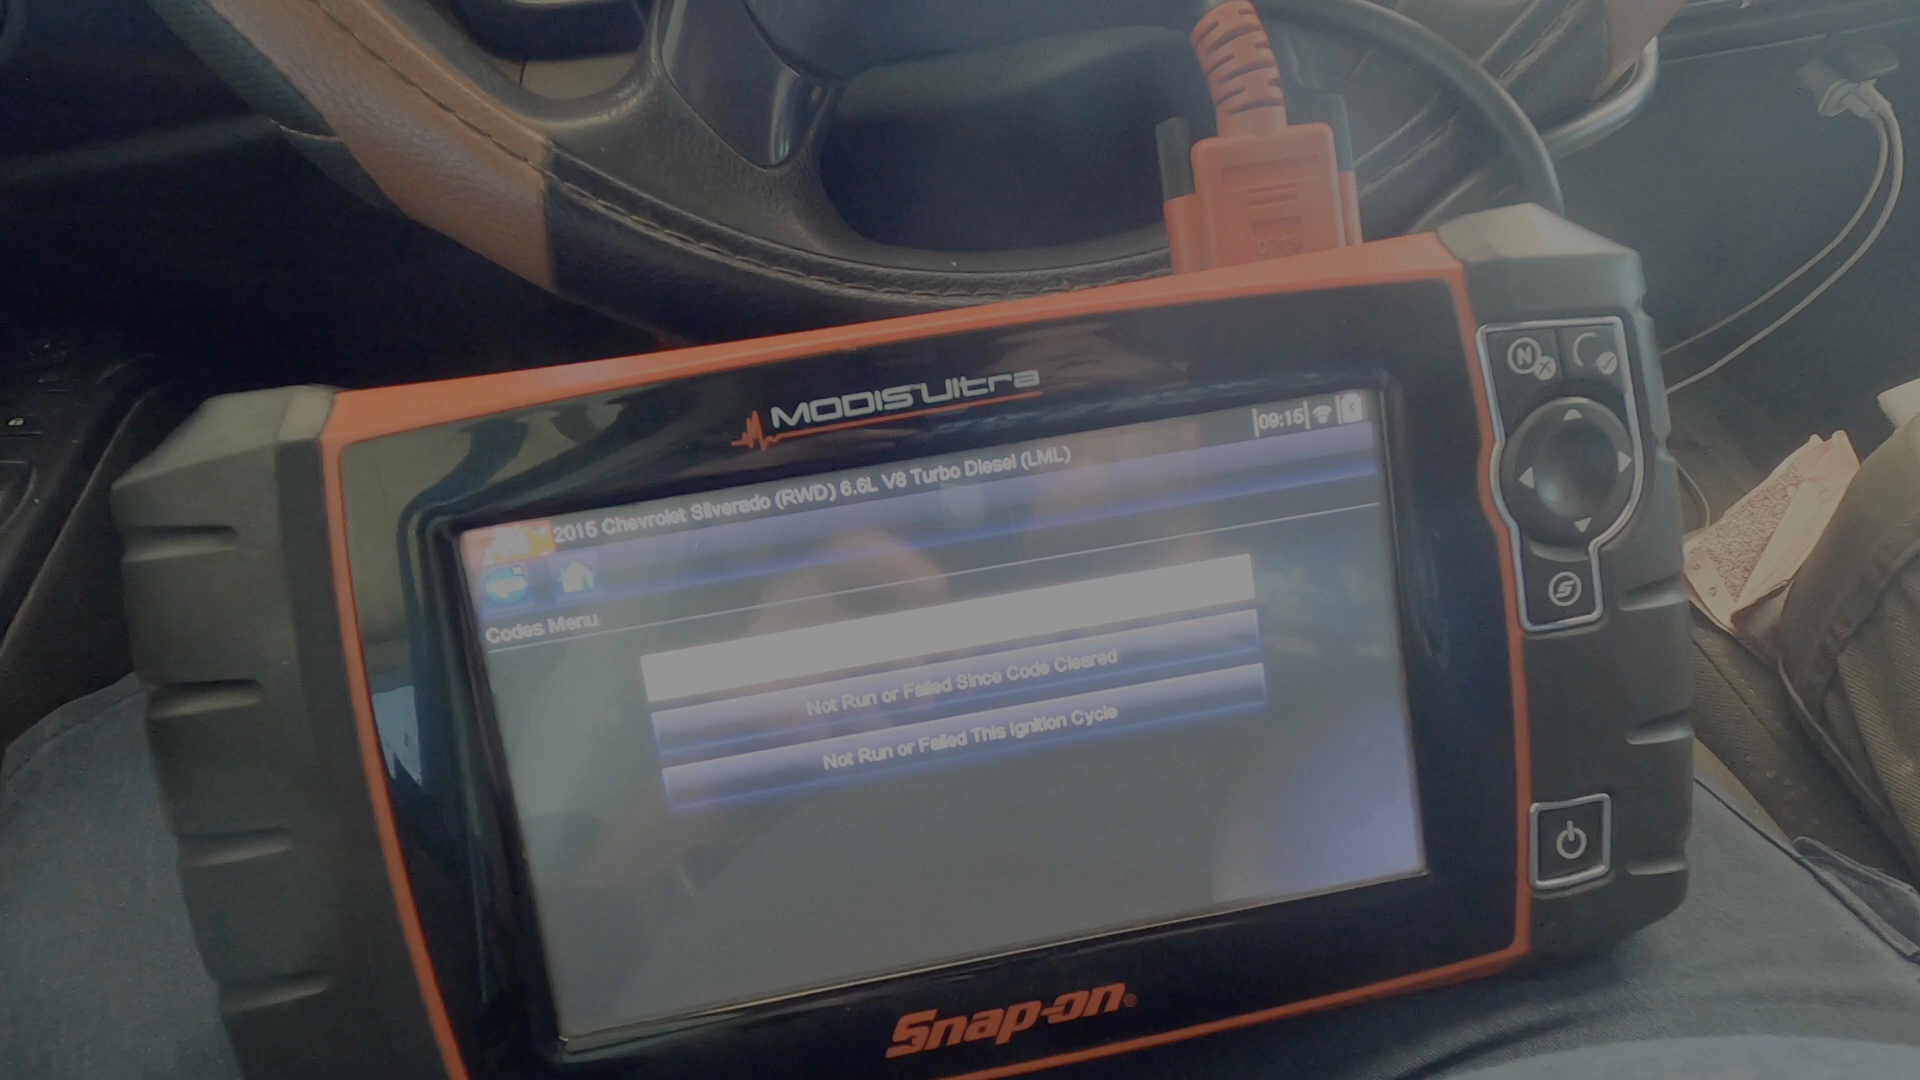 MODIS Ultra
09:15
2015 Chevrolet Silverado (RWD) 6.6L V8 Turbo Diesel (LML)
Codes Menu
Not Run or Failed Since Code Cleared
Not Run or Failed This Ignition Cycle
N
X
S
Snap-on®